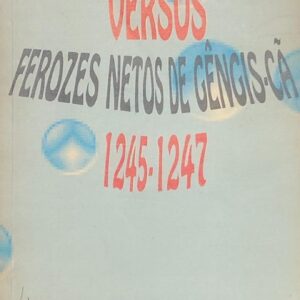 VERSUS
FEROZES NETOS DE GÊNGIS-CÃ
1245-1247